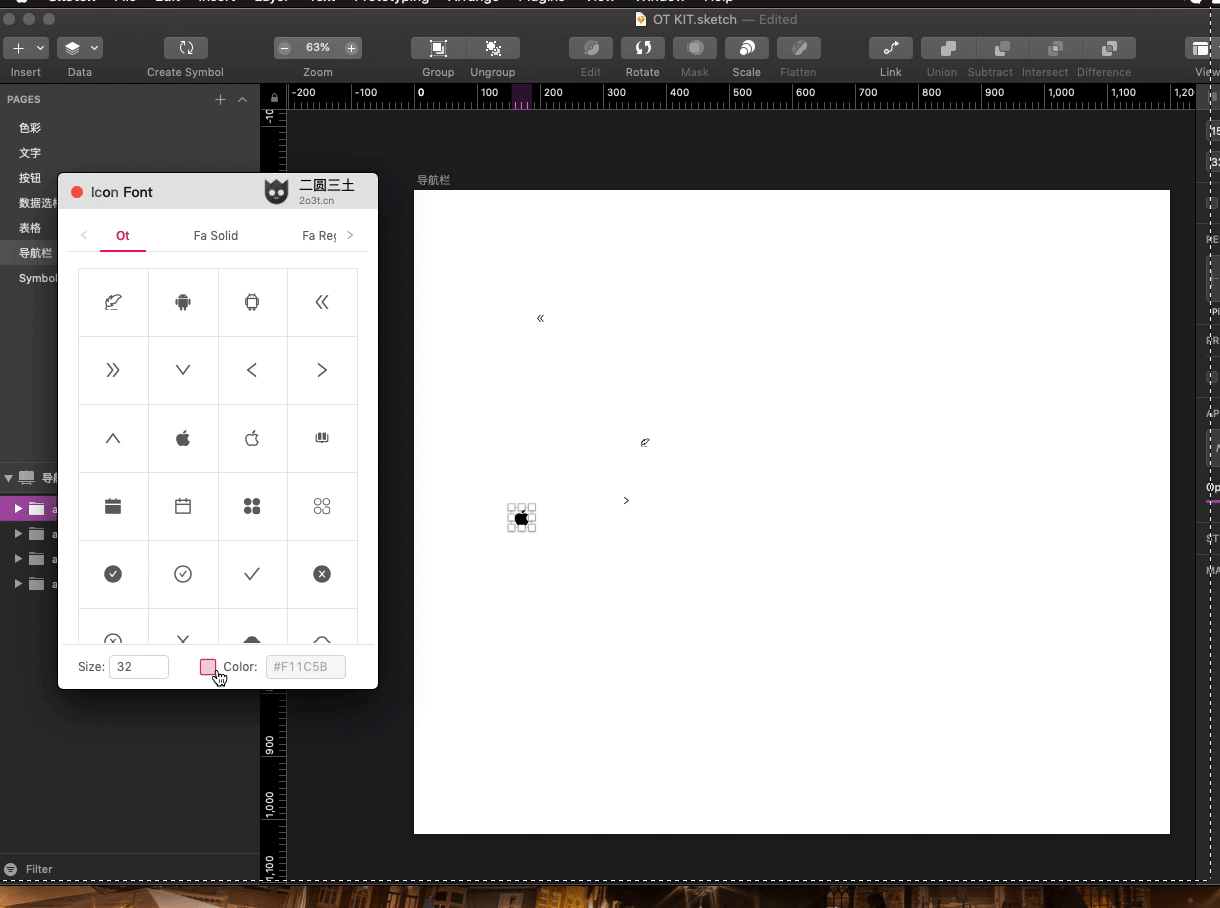 OT KIT.sketch — Edited
63%
Insert
Data
Create Symbol
Zoom
Group
Ungroup
Edit
Rotate
Mask
Scale
Flatten
Link
Union
Subtract
Intersect
Difference
View
PAGES
-200
-100
0
100
200
300
400
500
600
700
800
900
1,000
1,100
1,20
-10
色彩
文字
按钮
数据选择
表格
导航栏
Symbol
导航栏
Icon Font
二圆三土
2o3t.cn
Ot
Fa Solid
Fa Reg
Size:
32
Color:
#F11C5B
900
1,000
1,100
Filter